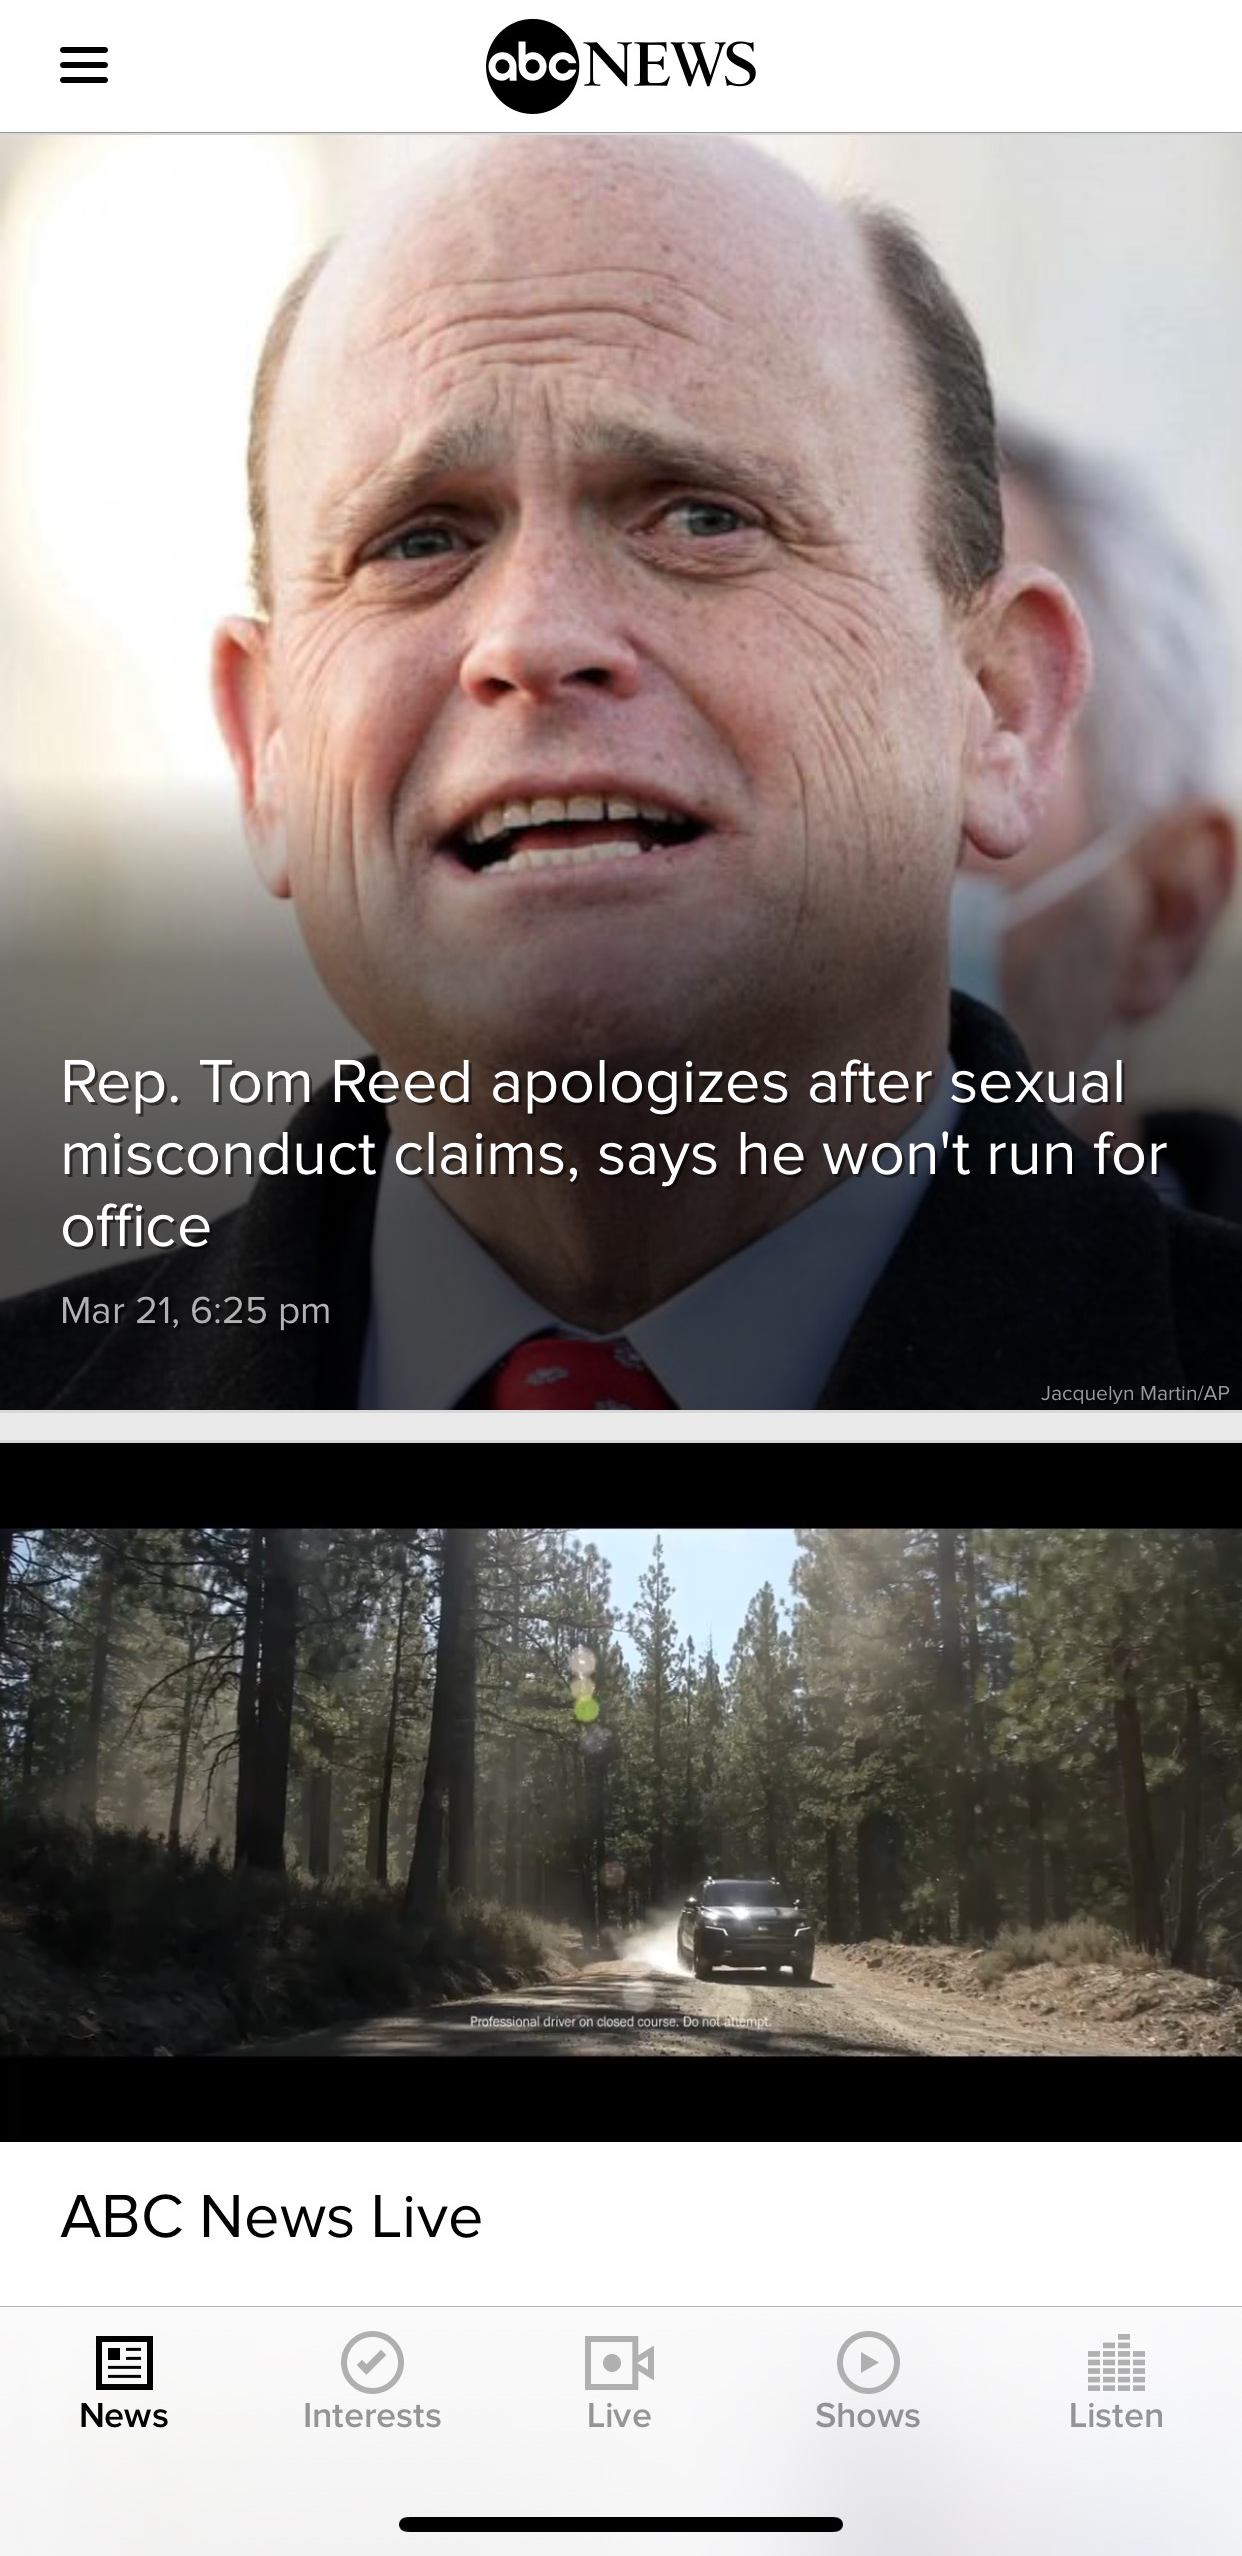 abc NEWS
Rep. Tom Reed apologizes after sexual
misconduct claims, says he won't run for
office
Mar 21, 6:25 pm
Jacquelyn Martin/AP
Professional driver on closed course. Do not attempt.
ABC News Live
News
Interests
Live
Shows
Listen